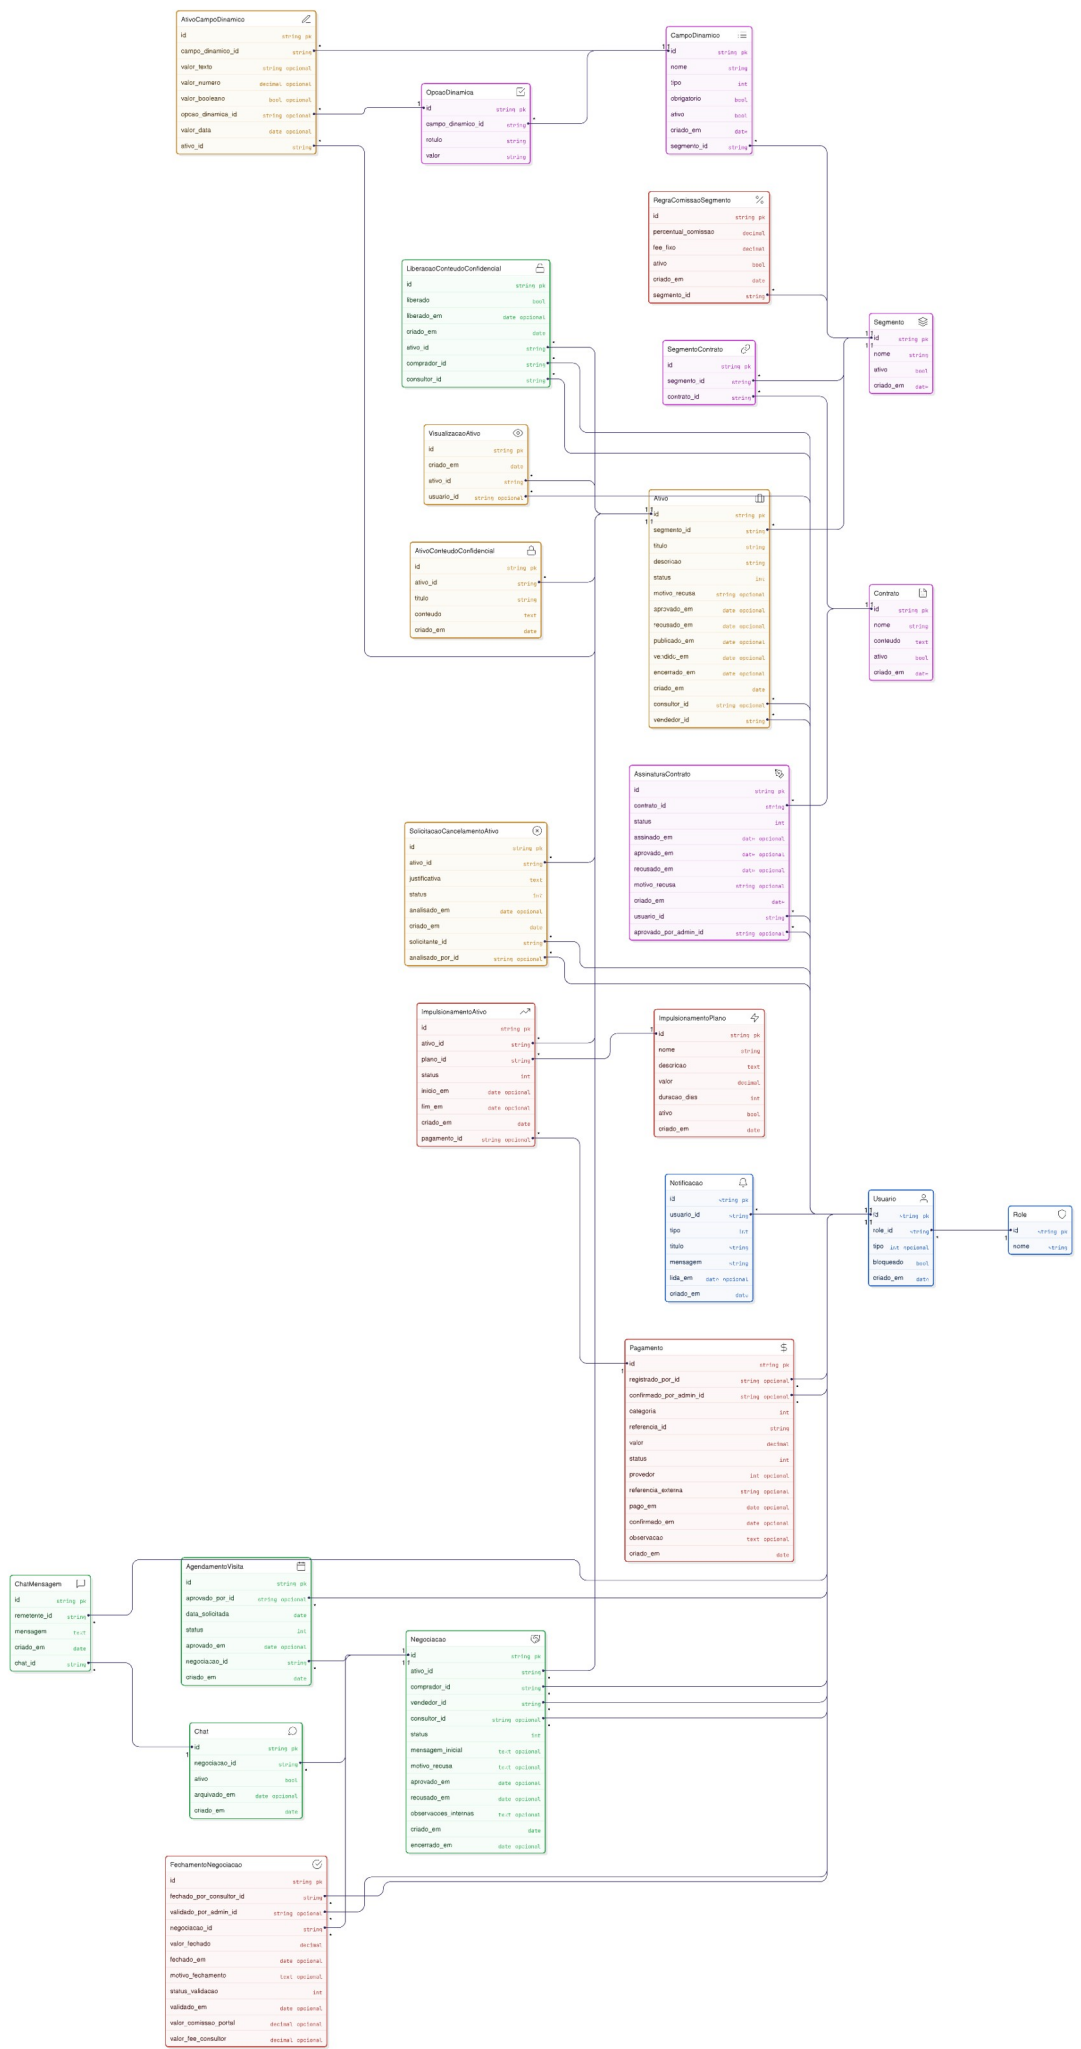 AtivoCampoDinamico
id string pk
campo_dinamico_id string
valor_texto string opcional
valor_numero decimal opcional
valor_booleano bool opcional
opcao_dinamica_id string opcional
valor_data date opcional
ativo_id string
CampoDinamico
id string pk
nome string
tipo int
obrigatorio bool
ativo bool
criado_em date
segmento_id string
OpcaoDinamica
id string pk
campo_dinamico_id string
rotulo string
valor string
RegraComissaoSegmento
id string pk
percentual_comissao decimal
fee_fixo decimal
ativo bool
criado_em date
segmento_id string
LiberacaoConteudoConfidencial
id string pk
liberado bool
liberado_em date opcional
criado_em date
ativo_id string
comprador_id string
consultor_id string
Segmento
id string pk
nome string
ativo bool
criado_em date
SegmentoContrato
id string pk
segmento_id string
contrato_id string
VisualizacaoAtivo
id string pk
criado_em date
ativo_id string
usuario_id string opcional
Ativo
id string pk
segmento_id string
titulo string
descricao string
status int
motivo_recusa string opcional
aprovado_em date opcional
recusado_em date opcional
publicado_em date opcional
vendido_em date opcional
encerrado_em date opcional
criado_em date
consultor_id string opcional
vendedor_id string
AtivoConteudoConfidencial
id string pk
ativo_id string
titulo string
conteudo text
criado_em date
Contrato
id string pk
nome string
conteudo text
ativo bool
criado_em date
AssinaturaContrato
id string pk
contrato_id string
status int
assinado_em date opcional
aprovado_em date opcional
recusado_em date opcional
motivo_recusa string opcional
criado_em date
usuario_id string
aprovado_por_admin_id string opcional
SolicitacaoCancelamentoAtivo
id string pk
ativo_id string
justificativa text
status int
analisado_em date opcional
criado_em date
solicitante_id string
analisado_por_id string opcional
ImpulsionamentoAtivo
id string pk
ativo_id string
plano_id string
status int
inicio_em date opcional
fim_em date opcional
criado_em date
pagamento_id string opcional
ImpulsionamentoPlano
id string pk
nome string
descricao text
valor decimal
duracao_dias int
ativo bool
criado_em date
Notificacao
id string pk
usuario_id string
tipo int
titulo string
mensagem string
lida_em date opcional
criado_em date
Usuario
id string pk
role_id string
tipo int opcional
bloqueado bool
criado_em date
Role
id string pk
nome string
Pagamento
id string pk
registrado_por_id string opcional
confirmado_por_admin_id string opcional
categoria int
referencia_id string
valor decimal
status int
provedor int opcional
referencia_externa string opcional
pago_em date opcional
confirmado_em date opcional
observacao text opcional
criado_em date
ChatMensagem
id string pk
remetente_id string
mensagem text
criado_em date
chat_id string
AgendamentoVisita
id string pk
aprovado_por_id string opcional
data_solicitada date
status int
aprovado_em date opcional
negociacao_id string
criado_em date
Negociacao
id string pk
ativo_id string
comprador_id string
vendedor_id string
consultor_id string opcional
status int
mensagem_inicial text opcional
motivo_recusa text opcional
aprovado_em date opcional
recusado_em date opcional
observacoes_internas text opcional
criado_em date
encerrado_em date opcional
Chat
id string pk
negociacao_id string
ativo bool
arquivado_em date opcional
criado_em date
FechamentoNegociacao
id string pk
fechado_por_consultor_id string
validado_por_admin_id string opcional
negociacao_id string
valor_fechado decimal
fechado_em date opcional
motivo_fechamento text opcional
status_validacao int
validado_em date opcional
valor_comissao_portal decimal opcional
valor_fee_consultor decimal opcional